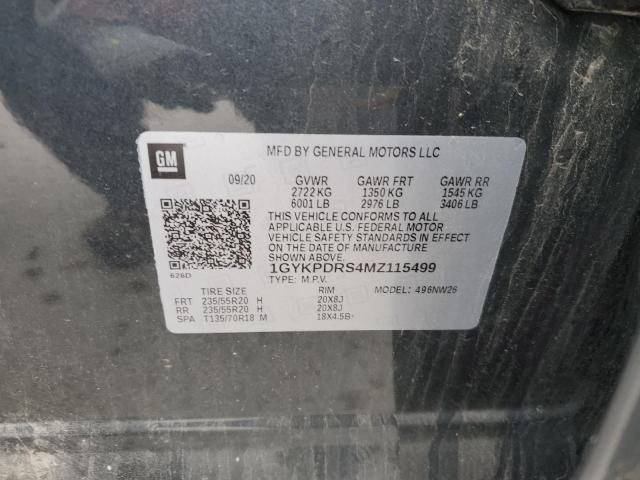 GM
MFD BY GENERAL MOTORS LLC
09/20 GVWR GAWR FRT GAWR RR
2722 KG 1350 KG 1545 KG
6001 LB 2976 LB 3406 LB
THIS VEHICLE CONFORMS TO ALL
APPLICABLE U.S. FEDERAL MOTOR
VEHICLE SAFETY STANDARDS IN EFFECT
ON THE DATE OF MANUFACTURE
SHOWN ABOVE.
626D 1GYKPDRS4MZ115499
TYPE: M.P.V.
TIRE SIZE RIM MODEL: 496NW26
FRT 235/55R20 H 20X8J
RR 235/55R20 H 20X8J
SPA T135/70R18 M 18X4.5B